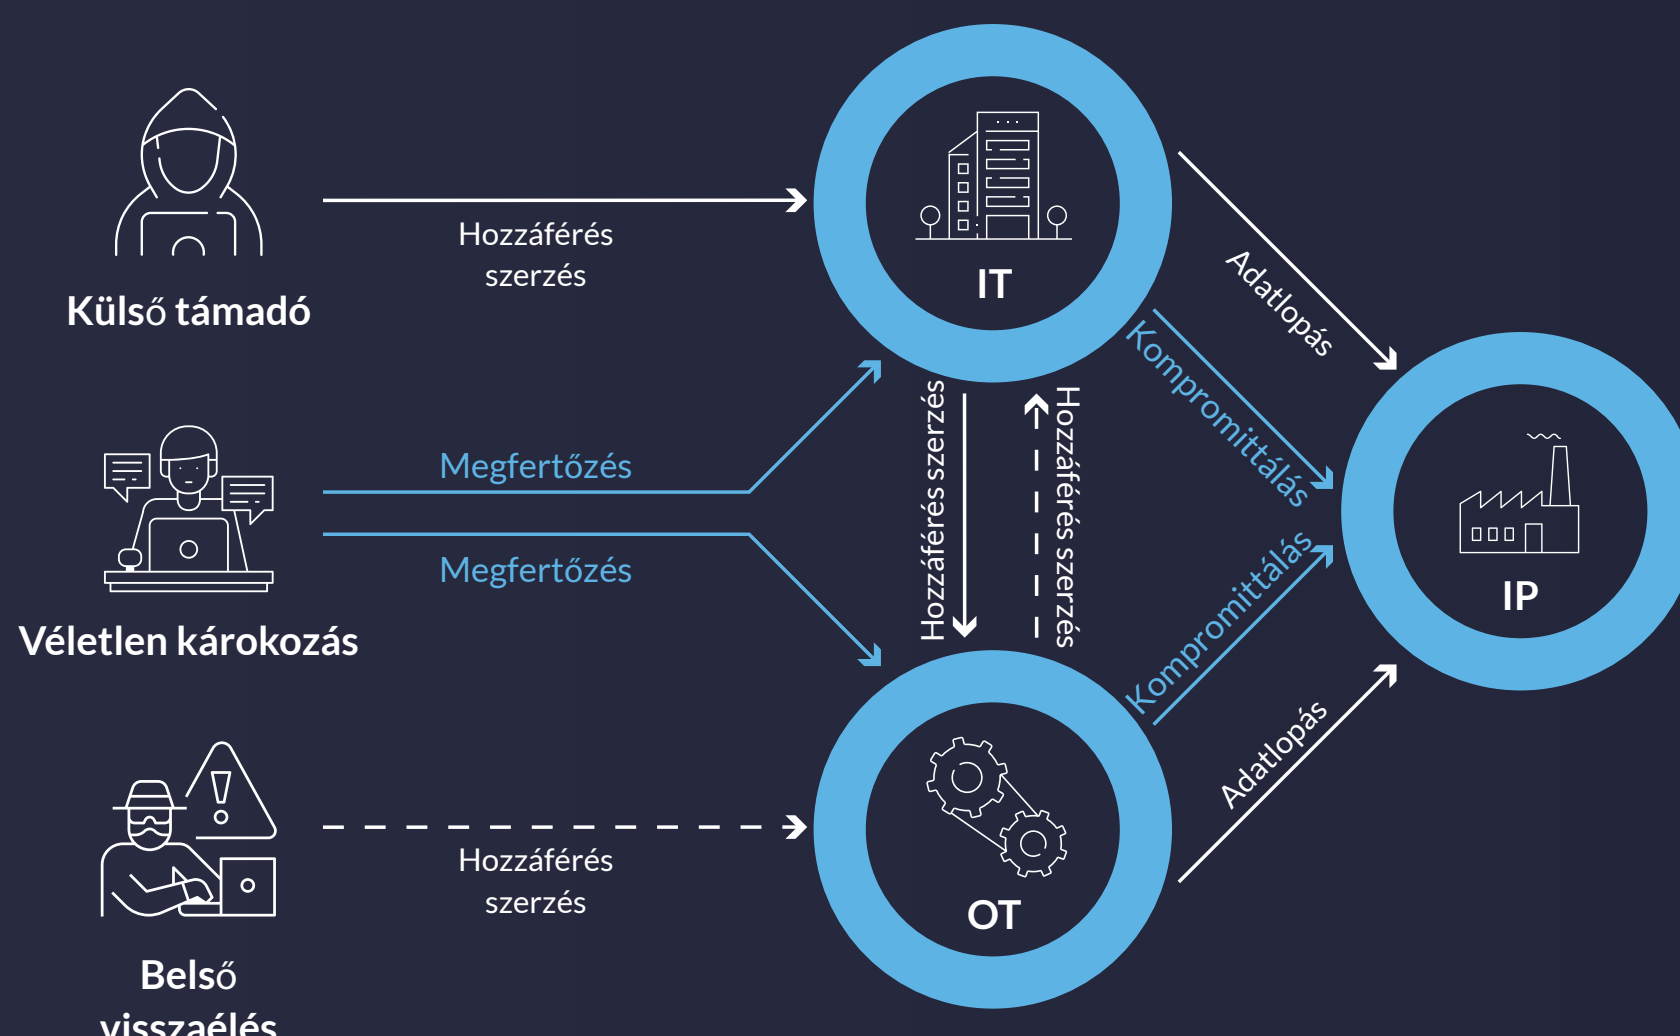 Hozzáférés
szerzés
Külső támadó
IT
Adatlopás
Kompromittálás
Megfertőzés
Megfertőzés
Véletlen károkozás
Hozzáférés szerzés
Hozzáférés szerzés
IP
Kompromittálás
Adatlopás
Hozzáférés
szerzés
OT
Belső
visszaélés